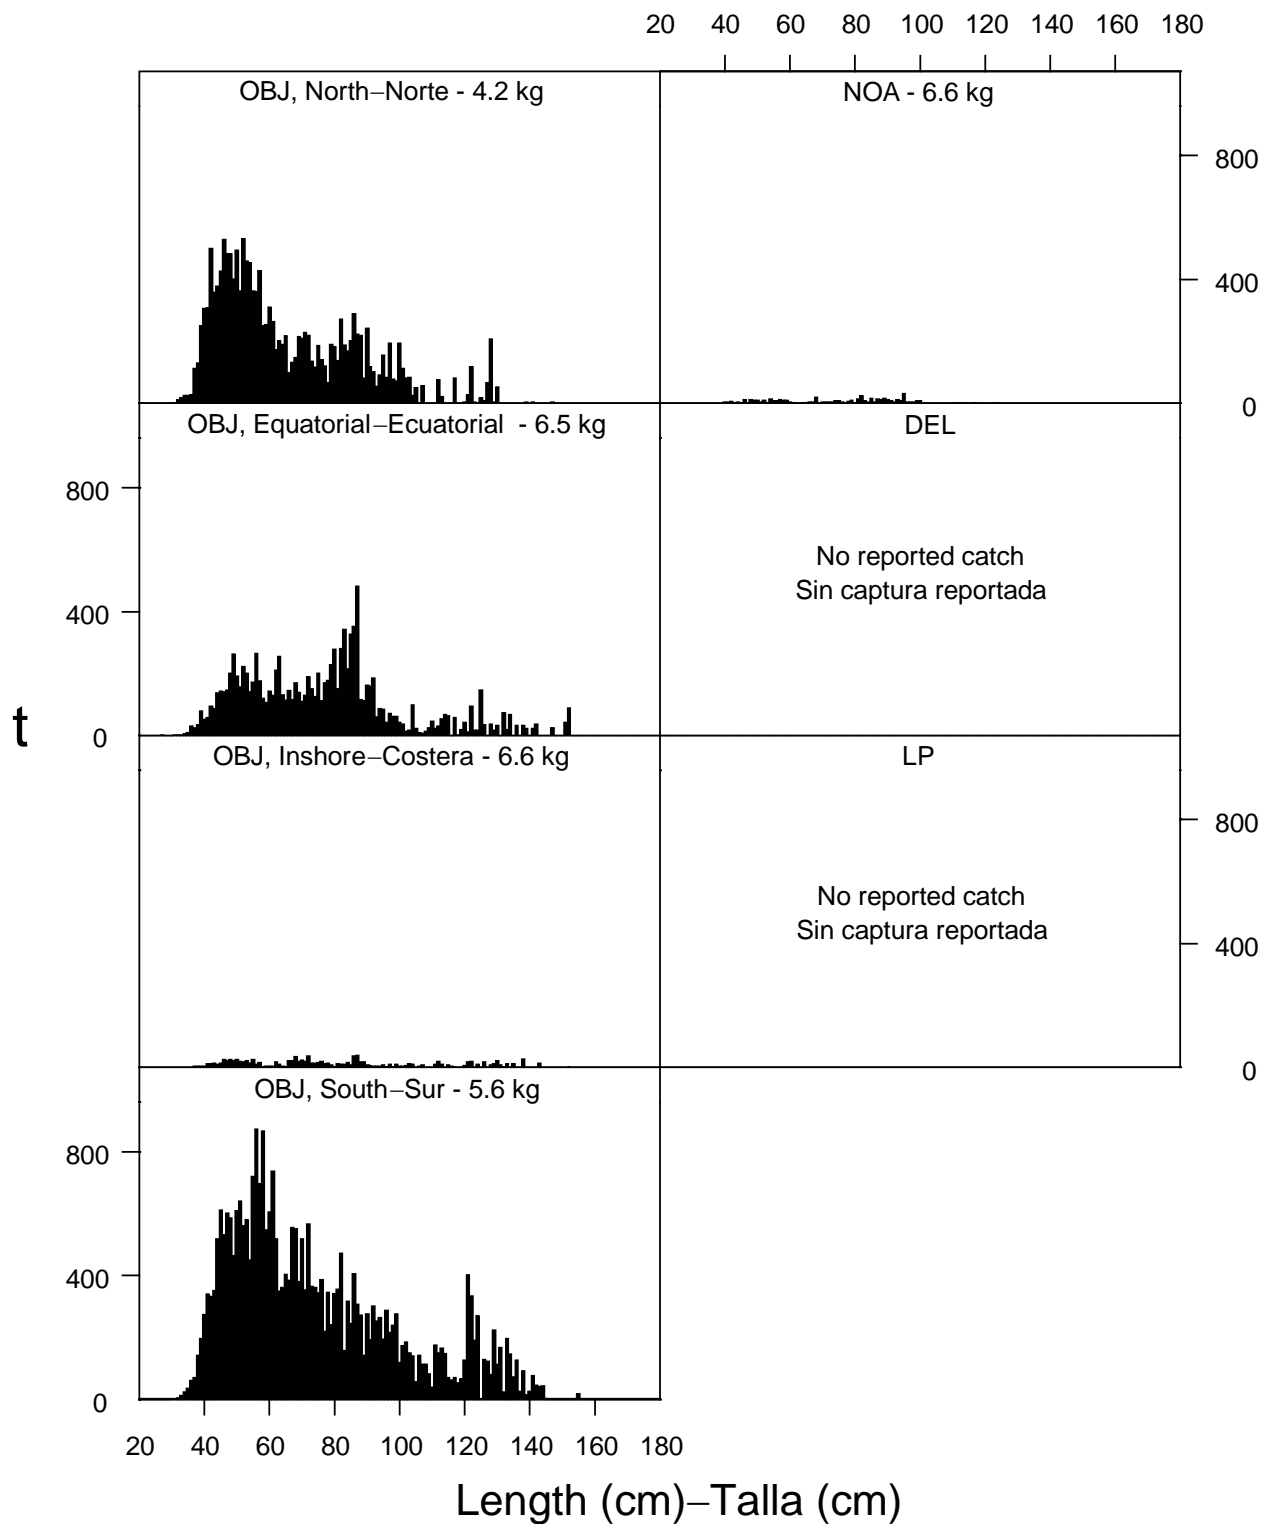 20 40 60 80 100 120 140 160 180
OBJ, North−Norte - 4.2 kg
NOA - 6.6 kg
800
400
0
OBJ, Equatorial−Ecuatorial - 6.5 kg
DEL
800
400
0
No reported catch
Sin captura reportada
t
OBJ, Inshore−Costera - 6.6 kg
LP
800
400
0
No reported catch
Sin captura reportada
OBJ, South−Sur - 5.6 kg
800
400
0
20 40 60 80 100 120 140 160 180
Length (cm)−Talla (cm)